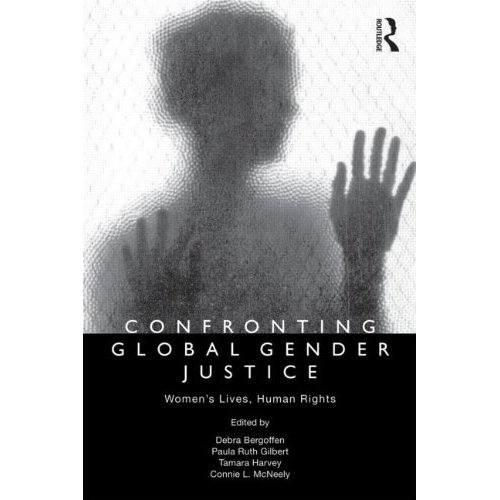 ROUTLEDGE
CONFRONTING
GLOBAL GENDER
JUSTICE
Women's Lives, Human Rights
Edited by
Debra Bergoffen
Paula Ruth Gilbert
Tamara Harvey
Connie L. McNeely